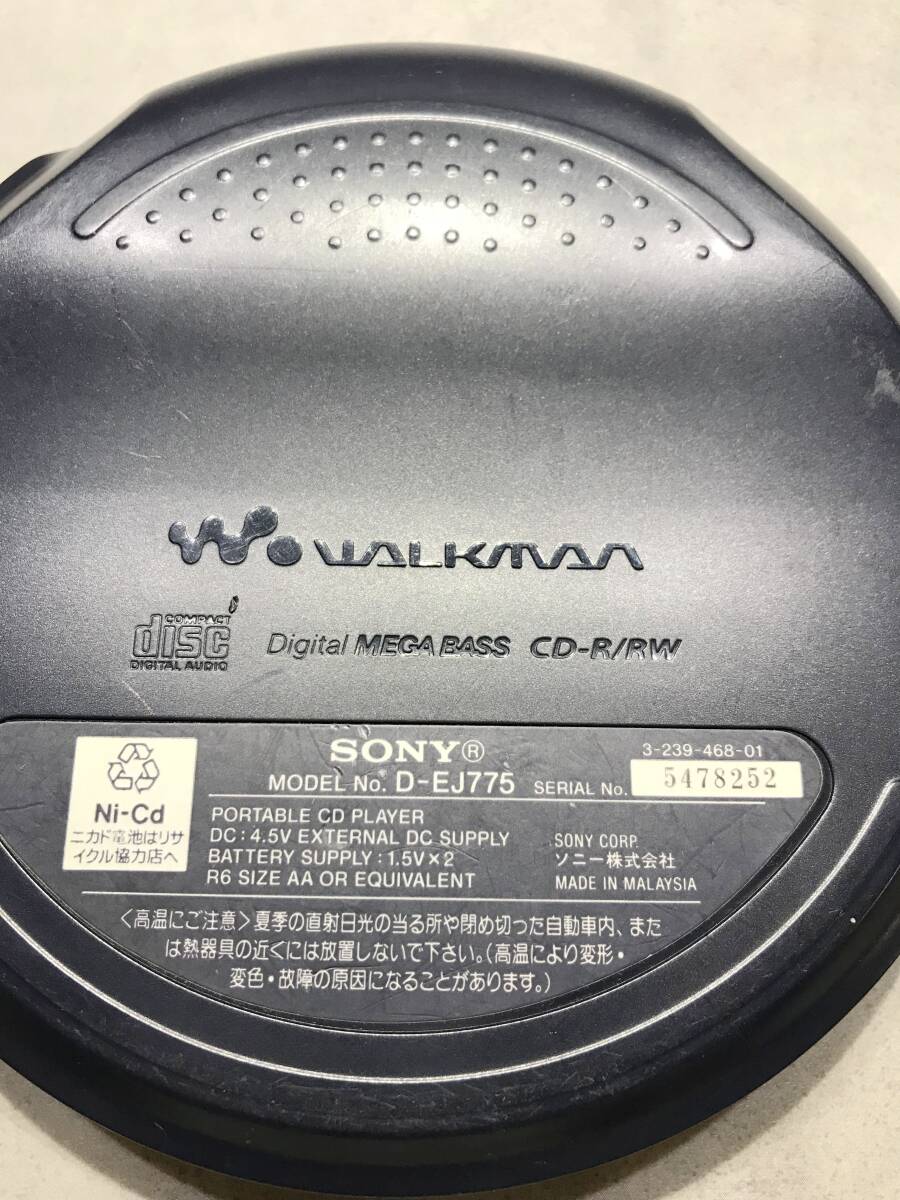 WALKMAN
COMPACT
disc
DIGITAL AUDIO
Digital MEGA BASS CD-R/RW
SONY®
3-239-468-01
MODEL No. D-EJ775 SERIAL No. 5478252
Ni-Cd
ニカド電池はリサ
イクル協力店へ
PORTABLE CD PLAYER
DC : 4.5V EXTERNAL DC SUPPLY
BATTERY SUPPLY : 1.5V×2
R6 SIZE AA OR EQUIVALENT
SONY CORP.
ソニー株式会社
MADE IN MALAYSIA
〈高温にご注意〉夏季の直射日光の当る所や閉め切った自動車内、また
は熱器具の近くには放置しないで下さい。(高温により変形・
変色・故障の原因になることがあります。)